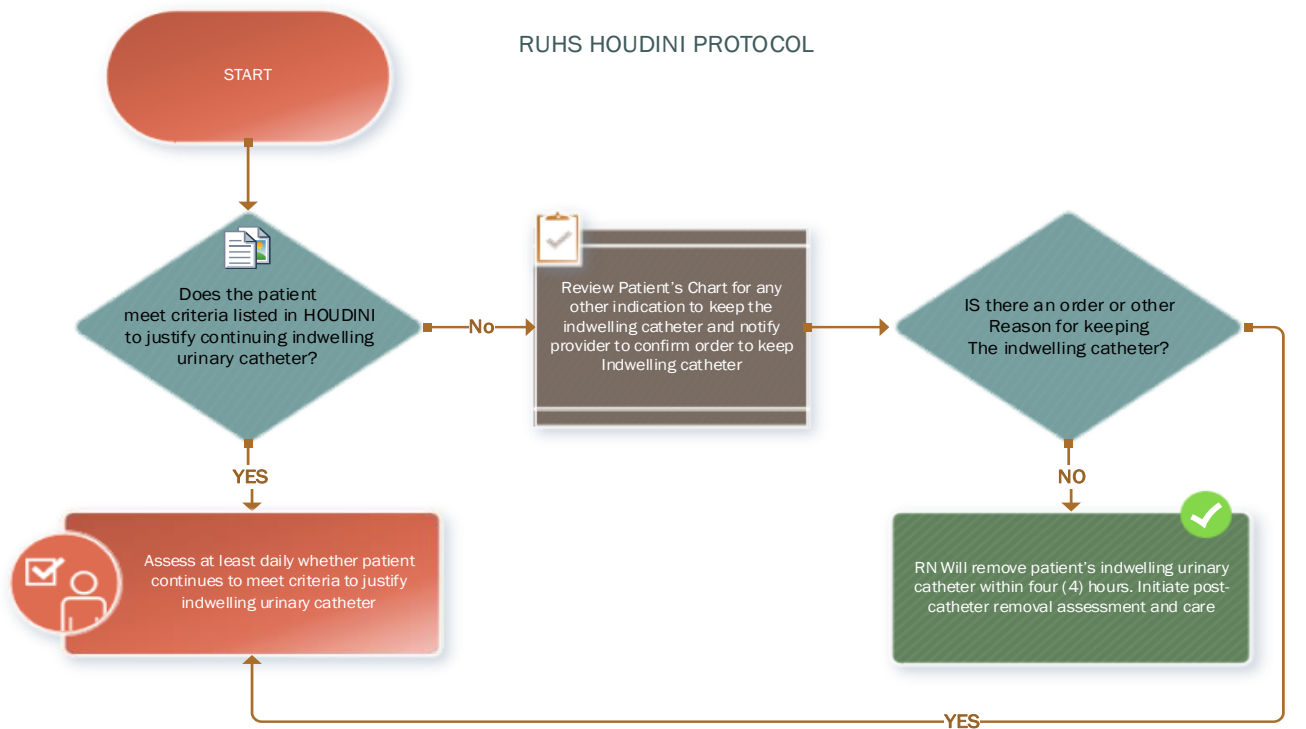 RUHS HOUDINI PROTOCOL
START
Does the patient
meet criteria listed in HOUDINI
to justify continuing indwelling
urinary catheter?
No
Review Patient's Chart for any
other indication to keep the
indwelling catheter and notify
provider to confirm order to keep
Indwelling catheter
IS there an order or other
Reason for keeping
The indwelling catheter?
YES
NO
Assess at least daily whether patient
continues to meet criteria to justify
indwelling urinary catheter
RN Will remove patient's indwelling urinary
catheter within four (4) hours. Initiate post-
catheter removal assessment and care
YES